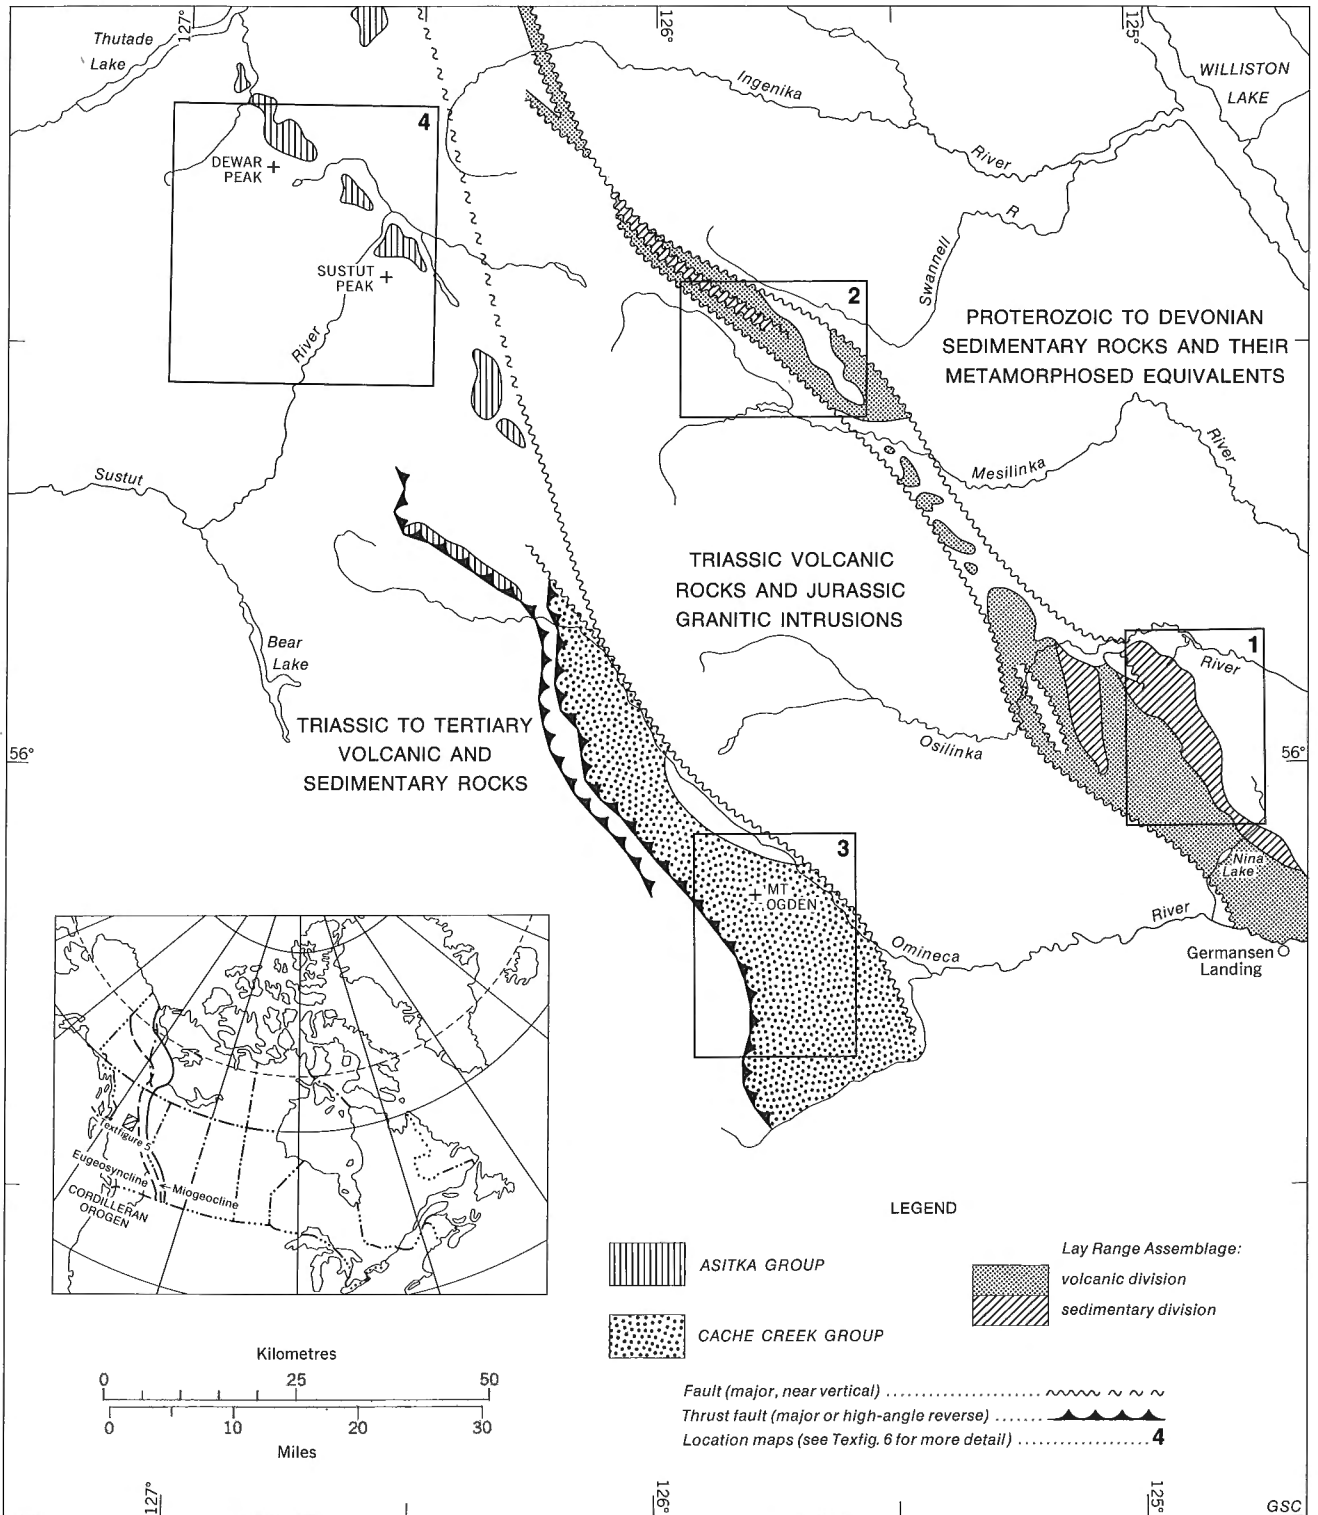 127°
126°
125°
Thutade
Lake
WILLISTON
LAKE
Ingenika
River
4
DEWAR
PEAK
R
Swannell
SUSTUT
PEAK
2
River
PROTEROZOIC TO DEVONIAN
SEDIMENTARY ROCKS AND THEIR
METAMORPHOSED EQUIVALENTS
River
Mesilinka
Sustut
TRIASSIC VOLCANIC
ROCKS AND JURASSIC
GRANITIC INTRUSIONS
1
River
Bear
Lake
TRIASSIC TO TERTIARY
VOLCANIC AND
SEDIMENTARY ROCKS
Osilinka
56°
56°
3
MT
OGDEN
Nina
Lake
River
Omineca
Germansen
Landing
Textfigure 5
Eugeosyncline
Miogeocline
CORDILLERAN
OROGEN
LEGEND
ASITKA GROUP
CACHE CREEK GROUP
Lay Range Assemblage:
volcanic division
sedimentary division
Kilometres
0 25 50
0 10 20 30
Miles
Fault (major, near vertical)
Thrust fault (major or high-angle reverse)
Location maps (see Texfig. 6 for more detail) 4
127°
126°
125°
GSC